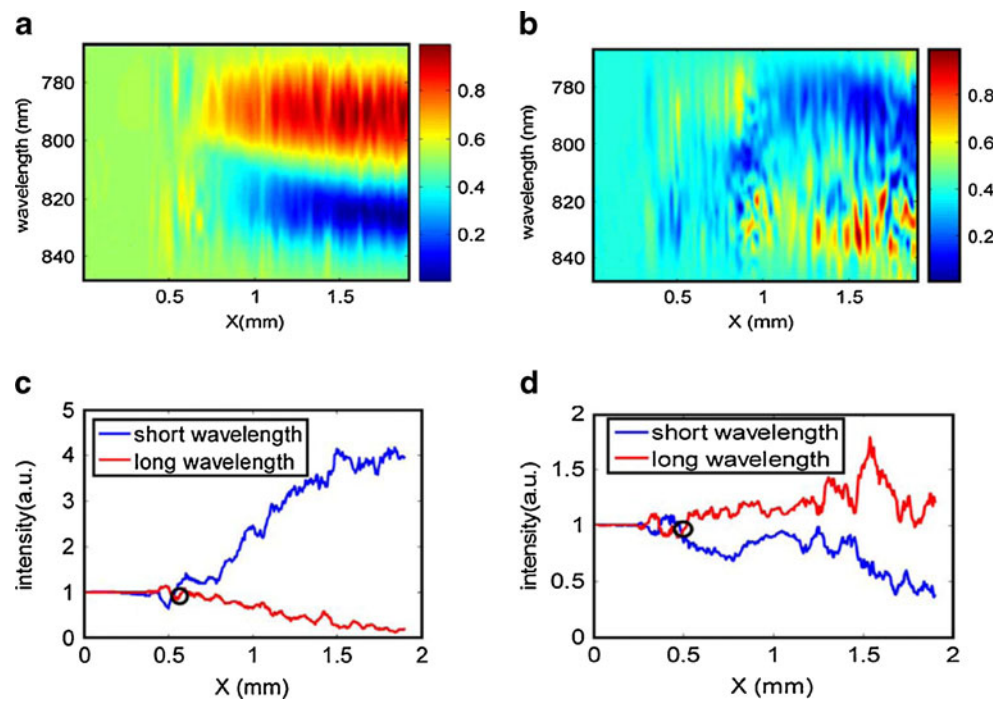 a
wavelength (nm)
780
800
820
840
0.5
1
1.5
X(mm)
0.8
0.6
0.4
0.2
b
wavelength (nm)
780
800
820
840
0.5
1
1.5
X (mm)
0.8
0.6
0.4
0.2
c
intensity(a.u.)
5
4
3
2
1
0
short wavelength
long wavelength
0
0.5
1
1.5
2
X (mm)
d
intensity(a.u.)
2
1.5
1
0.5
0
short wavelength
long wavelength
0
0.5
1
1.5
2
X (mm)